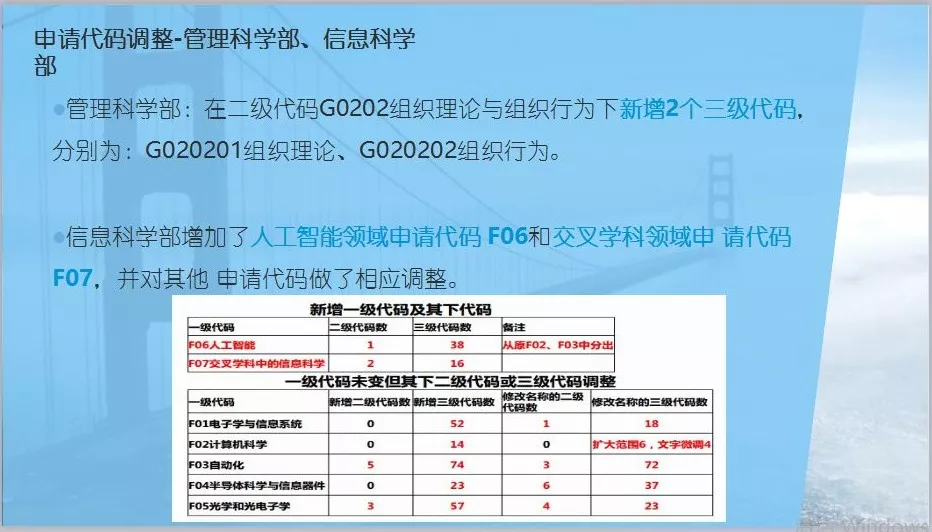 申请代码调整-管理科学部、信息科学
部
管理科学部：在二级代码G0202组织理论与组织行为下新增2个三级代码，
分别为：G020201组织理论、G020202组织行为。
信息科学部增加了人工智能领域申请代码 F06和交叉学科领域申 请代码
F07，并对其他 申请代码做了相应调整。
新增一级代码及其下代码
一级代码 二级代码数 三级代码数 备注
F06人工智能 1 38 从原F02、F03中分出
F07交叉学科中的信息科学 2 16
一级代码未变但其下二级代码或三级代码调整
一级代码 新增二级代码数 新增三级代码数 修改名称的二级代码数 修改名称的三级代码数
F01电子学与信息系统 0 52 1 18
F02计算机科学 0 14 0 扩大范围6，文字微调4
F03自动化 5 74 3 72
F04半导体科学与信息器件 0 23 6 37
F05光学和光电子学 3 57 4 23